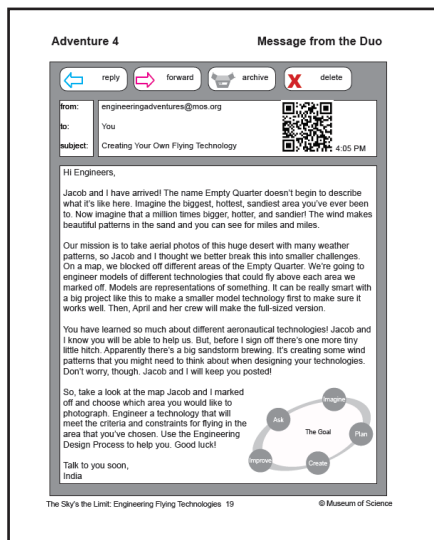 Adventure 4 Message from the Duo
reply forward archive delete
from: engineeringadventures@mos.org
to: You
subject: Creating Your Own Flying Technology 4:05 PM
Hi Engineers,
Jacob and I have arrived! The name Empty Quarter doesn't begin to describe
what it's like here. Imagine the biggest, hottest, sandiest area you've ever been
to. Now imagine that a million times bigger, hotter, and sandier! The wind makes
beautiful patterns in the sand and you can see for miles and miles.
Our mission is to take aerial photos of this huge desert with many weather
patterns, so Jacob and I thought we better break this into smaller challenges.
On a map, we blocked off different areas of the Empty Quarter. We're going to
engineer models of different technologies that could fly above each area we
marked off. Models are representations of something. It can be really smart with
a big project like this to make a smaller model technology first to make sure it
works well. Then, April and her crew will make the full-sized version.
You have learned so much about different aeronautical technologies! Jacob and
I know you will be able to help us. But, before I sign off there's one more tiny
little hitch. Apparently there's a big sandstorm brewing. It's creating some wind
patterns that you might need to think about when designing your technologies.
Don't worry, though. Jacob and I will keep you posted!
So, take a look at the map Jacob and I marked
off and choose which area you would like to
photograph. Engineer a technology that will
meet the criteria and constraints for flying in the
area that you've chosen. Use the Engineering
Design Process to help you. Good luck!
Talk to you soon,
India
Imagine
Ask
The Goal
Plan
Improve
Create
The Sky's the Limit: Engineering Flying Technologies 19 © Museum of Science